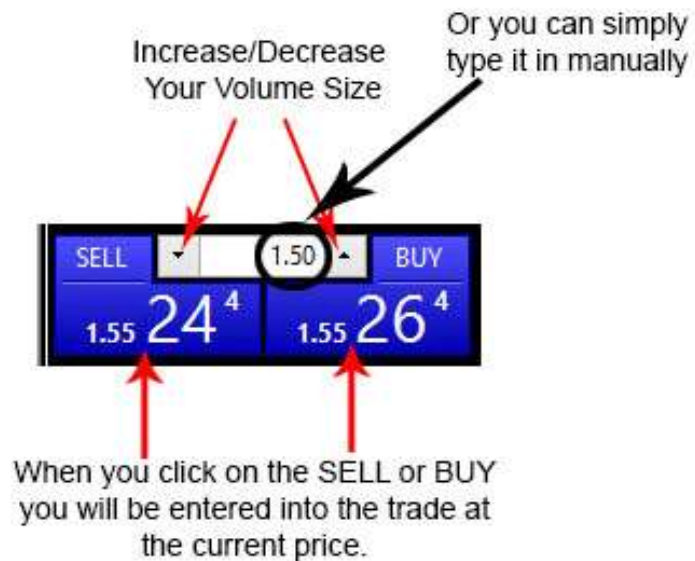 Or you can simply
type it in manually
Increase/Decrease
Your Volume Size
SELL 1.50 BUY
1.55 24 4 1.55 26 4
When you click on the SELL or BUY
you will be entered into the trade at
the current price.